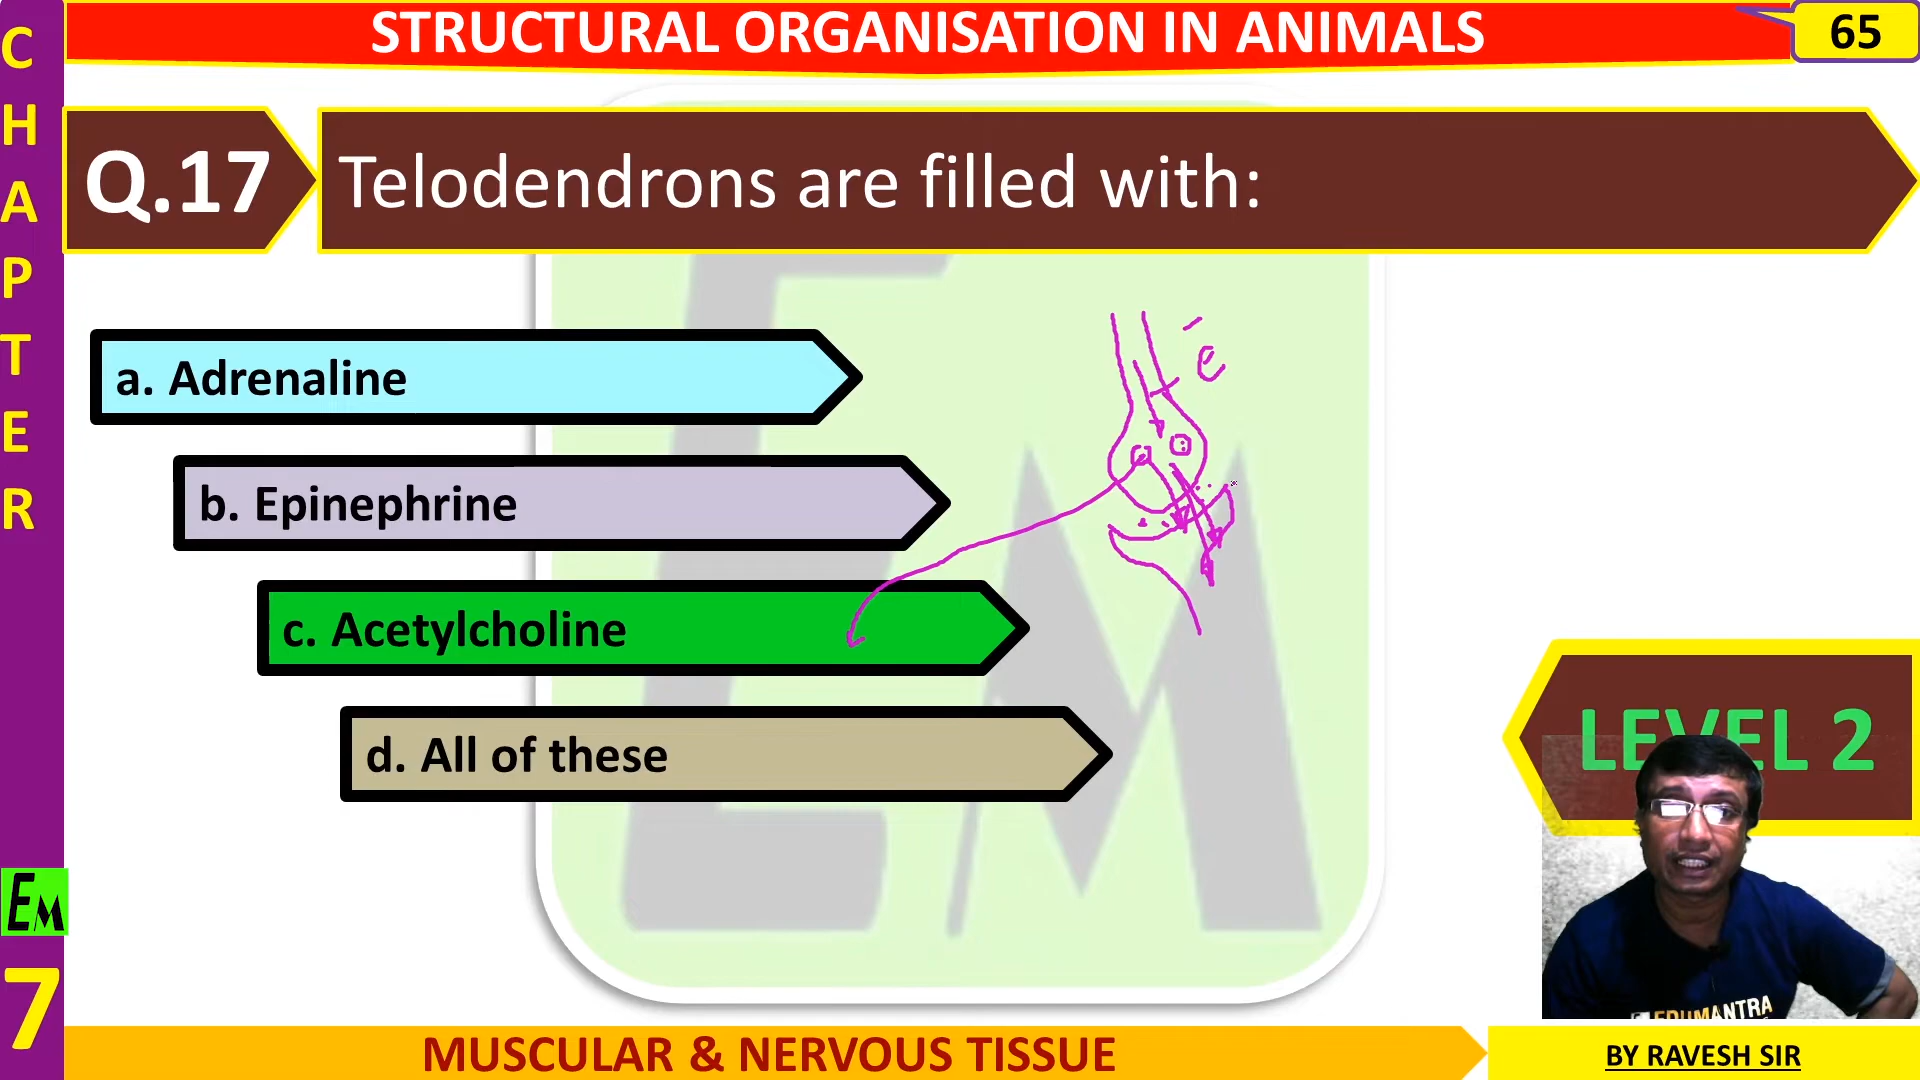 STRUCTURAL ORGANISATION IN ANIMALS
65
CHAPTER
Q.17
Telodendrons are filled with:
a. Adrenaline
b. Epinephrine
c. Acetylcholine
d. All of these
LEVEL 2
EM
7
EDUMANTRA
MUSCULAR & NERVOUS TISSUE
BY RAVESH SIR